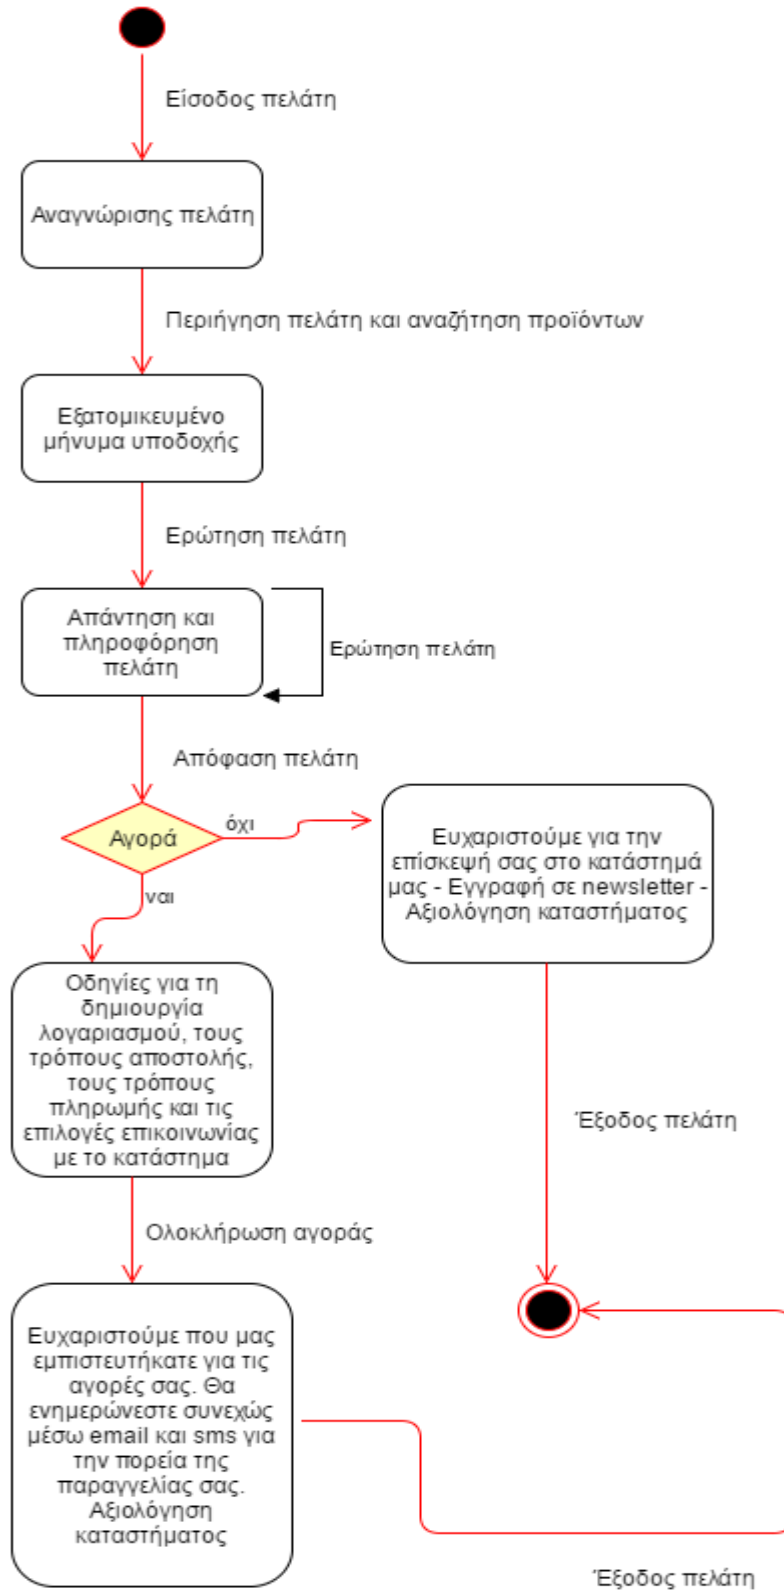 Είσοδος πελάτη
Αναγνώρισης πελάτη
Περιήγηση πελάτη και αναζήτηση προϊόντων
Εξατομικευμένο
μήνυμα υποδοχής
Ερώτηση πελάτη
Απάντηση και
πληροφόρηση
πελάτη
Ερώτηση πελάτη
Απόφαση πελάτη
Αγορά
όχι
ναι
Ευχαριστούμε για την
επίσκεψή σας στο κατάστημά
μας - Εγγραφή σε newsletter -
Αξιολόγηση καταστήματος
Οδηγίες για τη
δημιουργία
λογαριασμού, τους
τρόπους αποστολής,
τους τρόπους
πληρωμής και τις
επιλογές επικοινωνίας
με το κατάστημα
Έξοδος πελάτη
Ολοκλήρωση αγοράς
Ευχαριστούμε που μας
εμπιστευτήκατε για τις
αγορές σας. Θα
ενημερώνεστε συνεχώς
μέσω email και sms για
την πορεία της
παραγγελίας σας.
Αξιολόγηση
καταστήματος
Έξοδος πελάτη